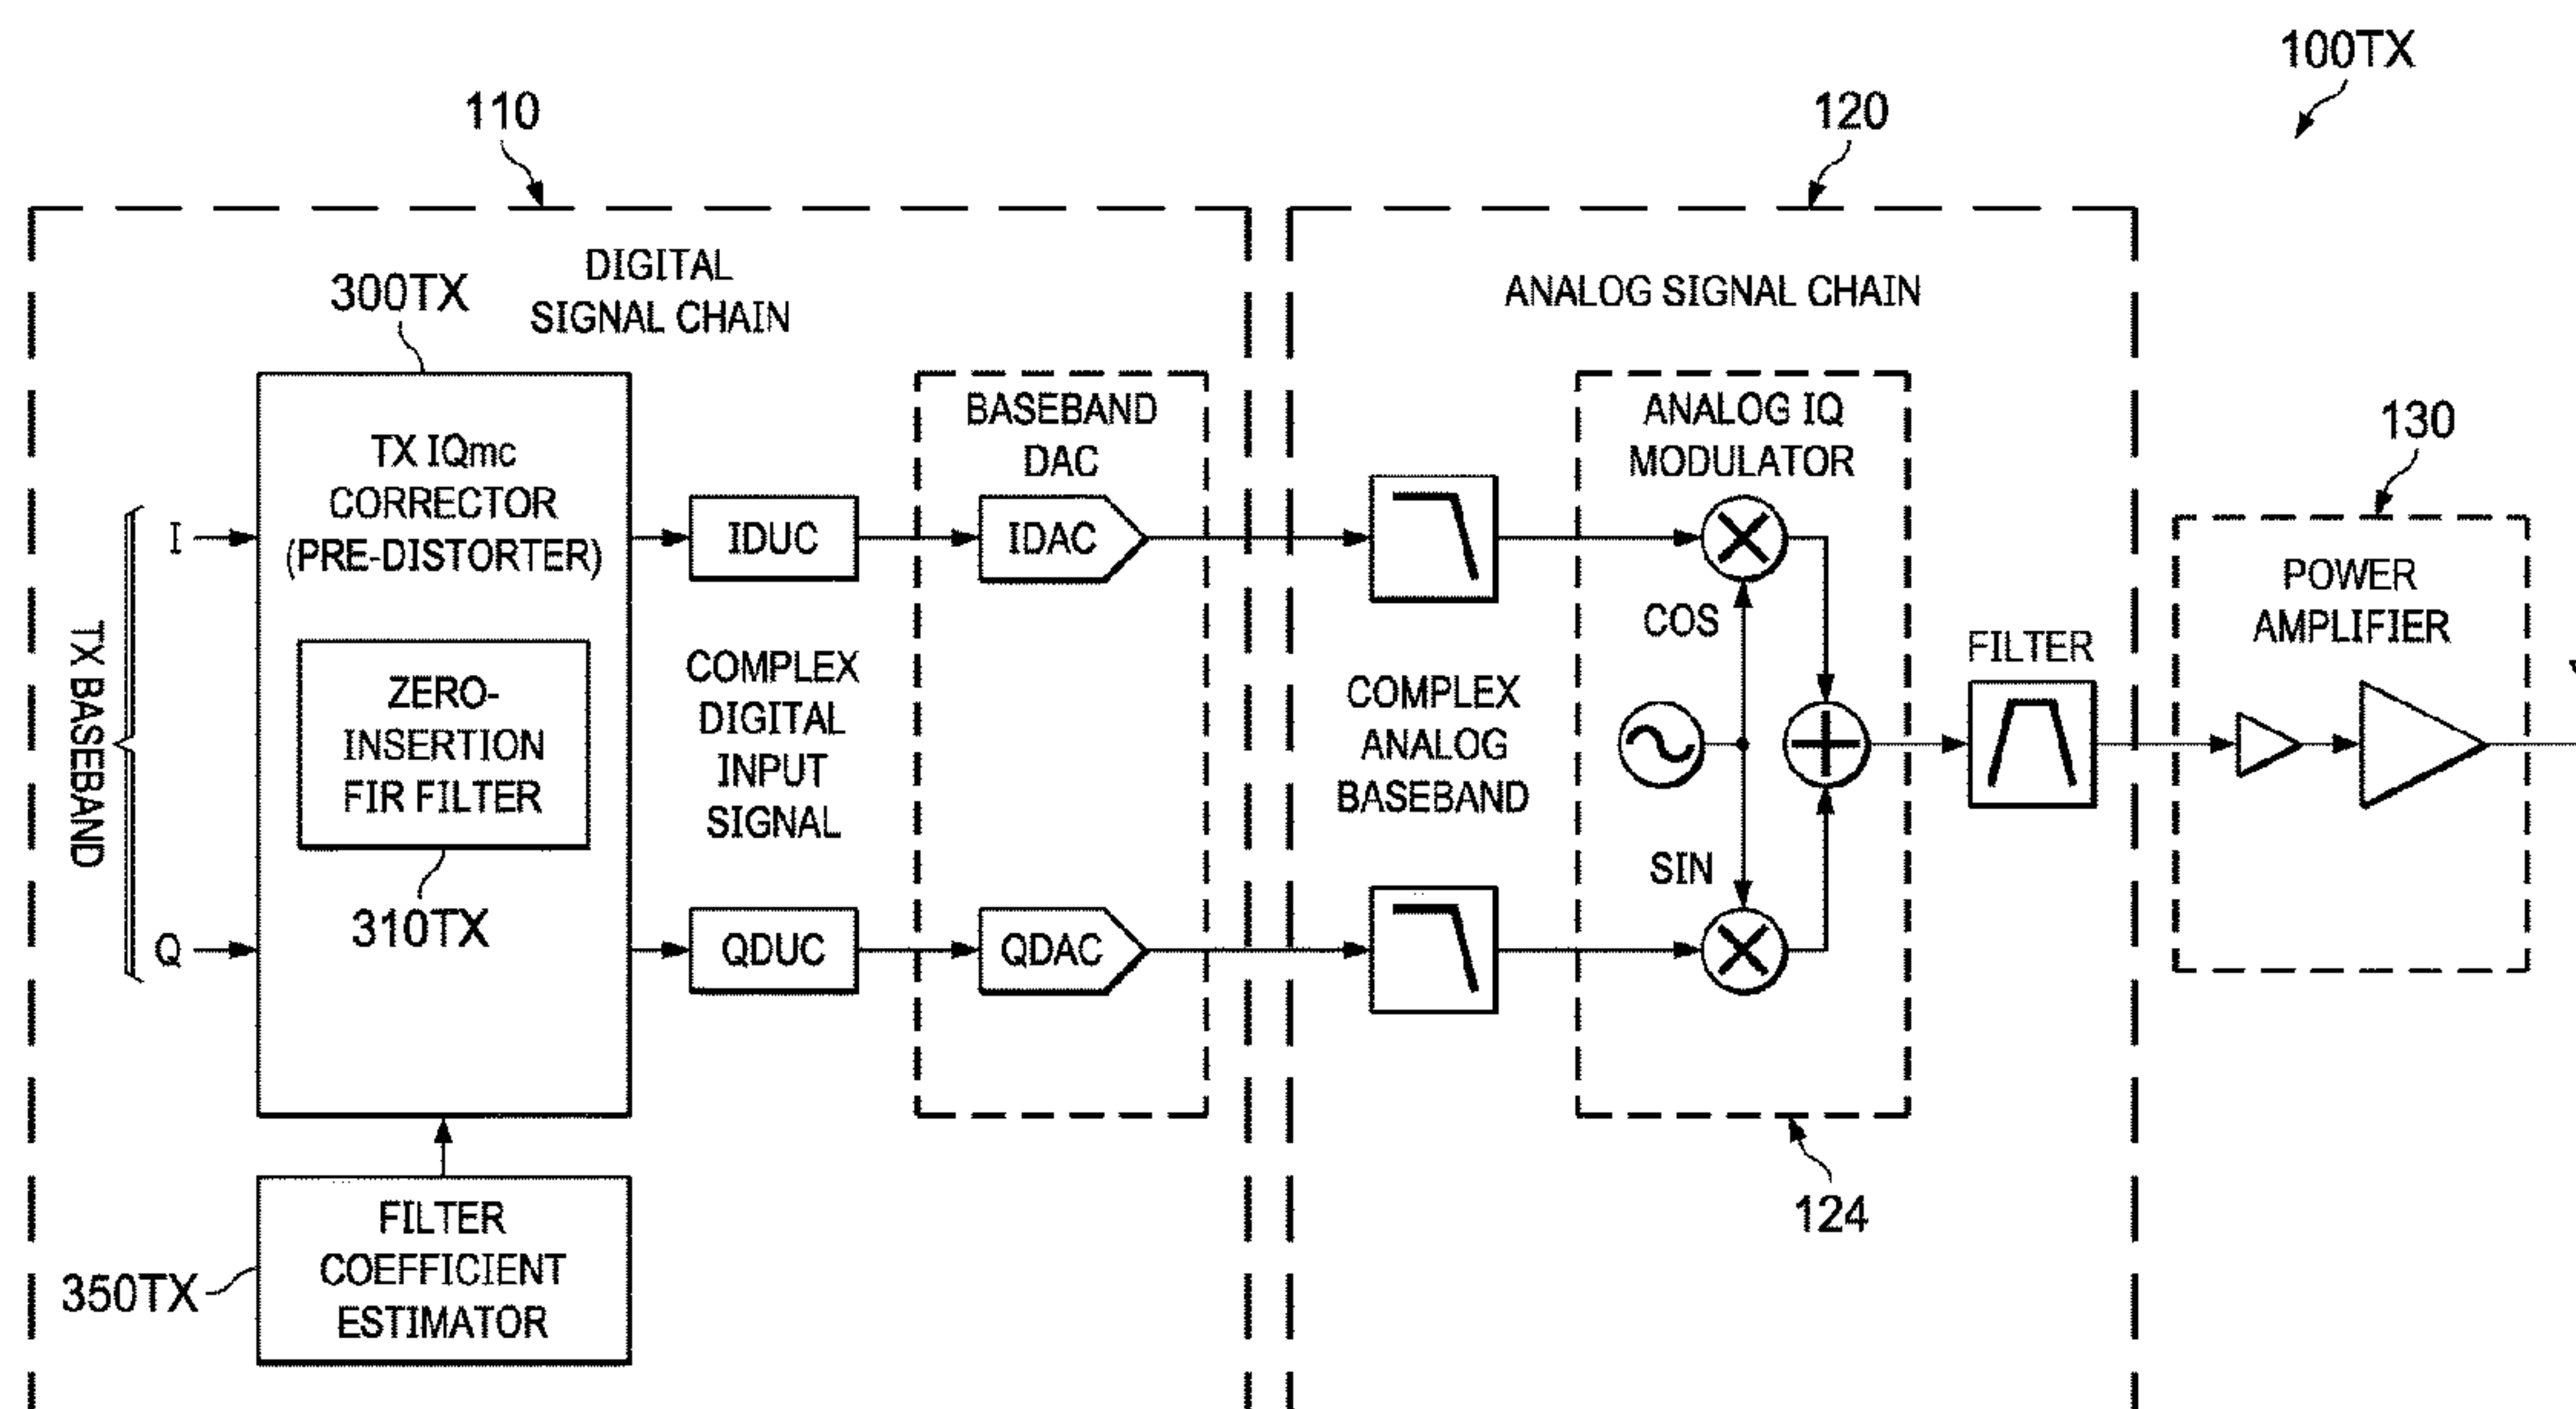 100TX
110
120
DIGITAL
SIGNAL CHAIN
ANALOG SIGNAL CHAIN
300TX
TX IQmc
CORRECTOR
(PRE-DISTORTER)
BASEBAND
DAC
ANALOG IQ
MODULATOR
130
POWER
AMPLIFIER
TX BASEBAND
I
IDUC
IDAC
COS
FILTER
ZERO-
INSERTION
FIR FILTER
COMPLEX
DIGITAL
INPUT
SIGNAL
COMPLEX
ANALOG
BASEBAND
SIN
310TX
Q
QDUC
QDAC
124
350TX
FILTER
COEFFICIENT
ESTIMATOR